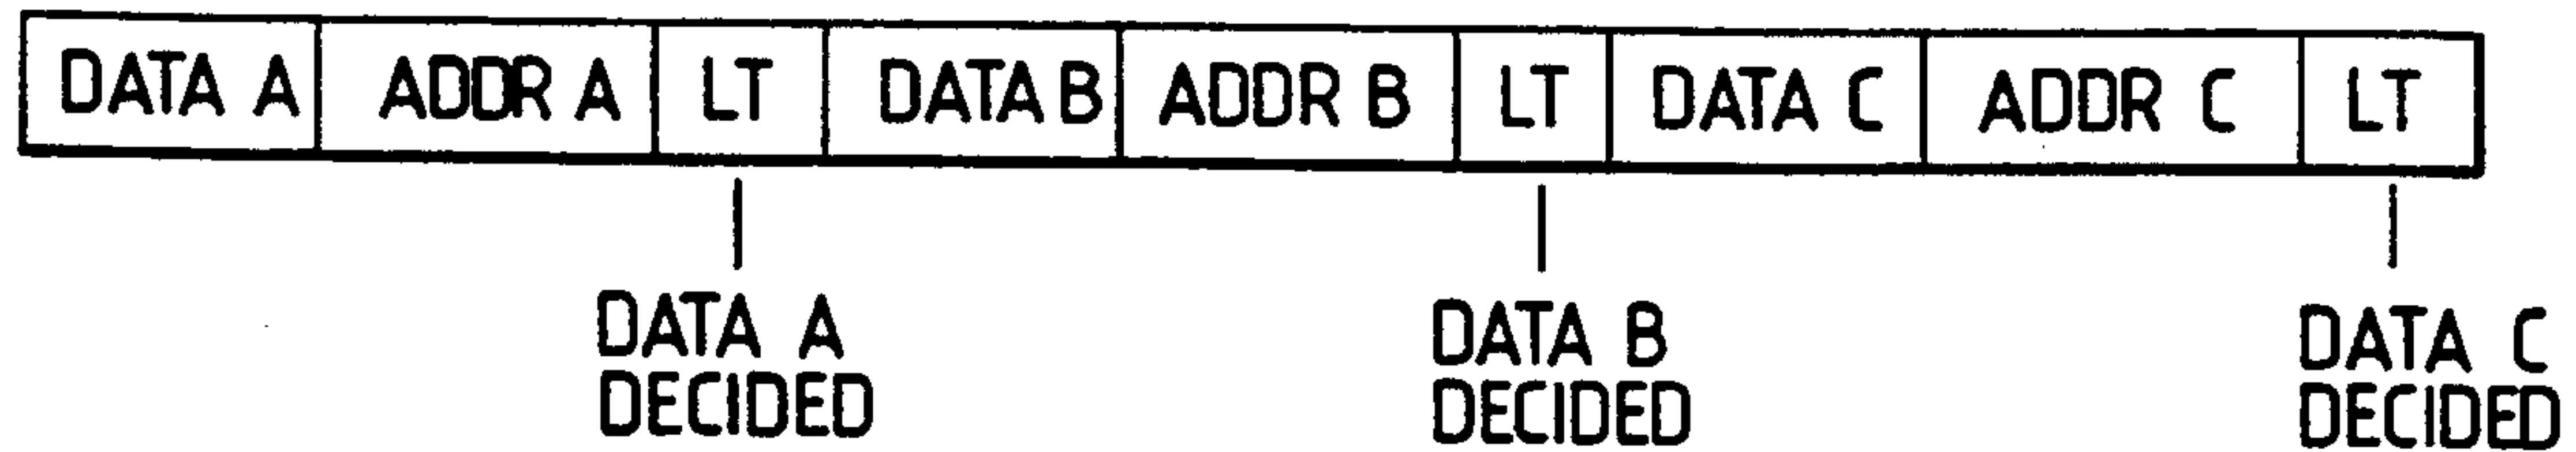 DATA A ADDR A LT DATA B ADDR B LT DATA C ADDR C LT
DATA A DATA B DATA C
DECIDED DECIDED DECIDED